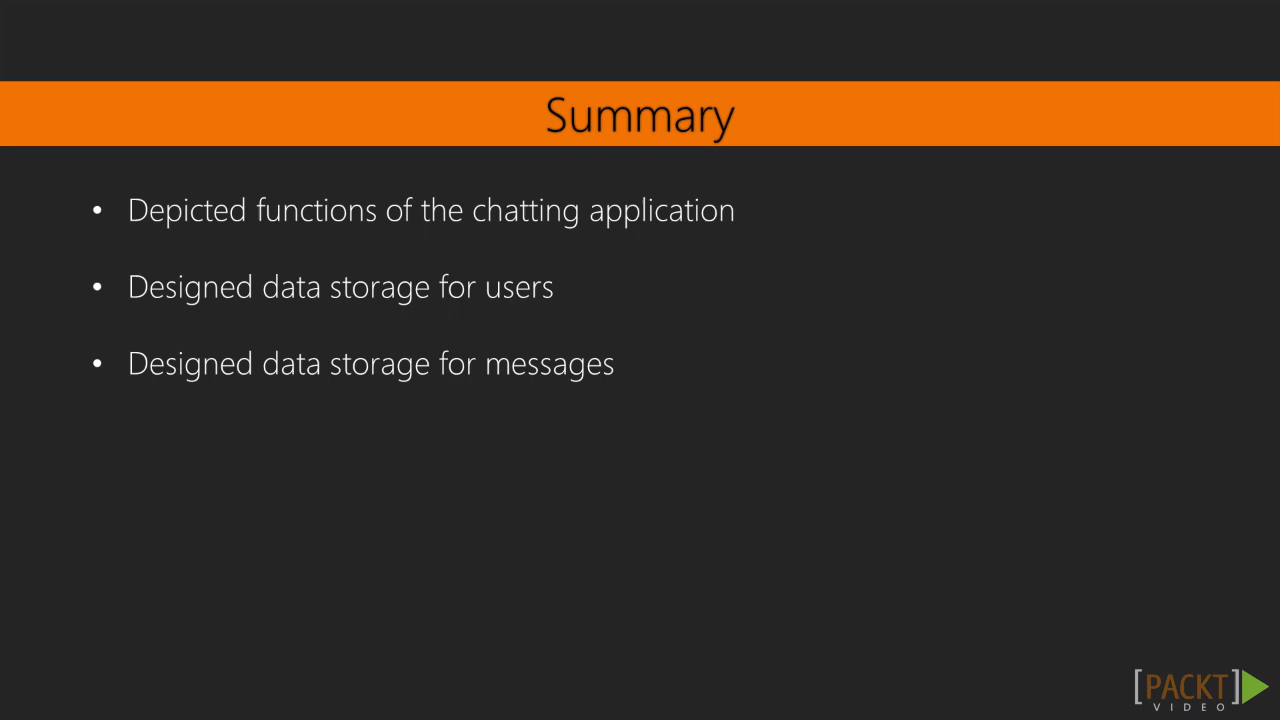 Summary
• Depicted functions of the chatting application
• Designed data storage for users
• Designed data storage for messages
[PACKT]
VIDEO